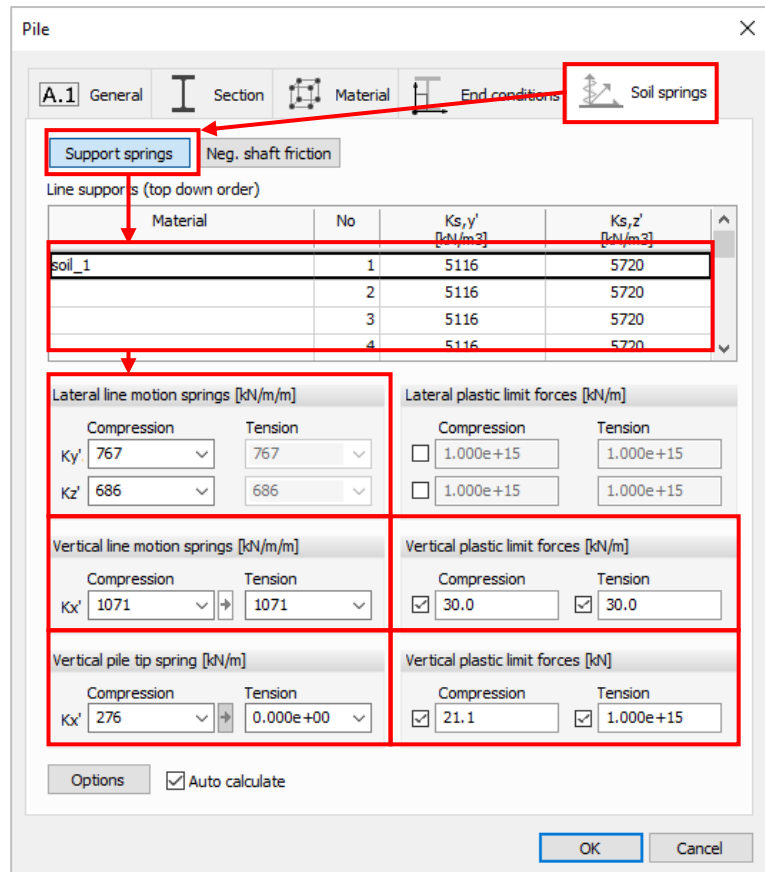 Pile
A.1 General Section Material End conditions Soil springs
Support springs Neg. shaft friction
Line supports (top down order)
Material No Ks,y' Ks,z'
[kN/m3] [kN/m3]
soil_1 1 5116 5720
2 5116 5720
3 5116 5720
4 5116 5720
Lateral line motion springs [kN/m/m] Lateral plastic limit forces [kN/m]
Compression Tension Compression Tension
Ky' 767 767 1.000e+15 1.000e+15
Kz' 686 686 1.000e+15 1.000e+15
Vertical line motion springs [kN/m/m] Vertical plastic limit forces [kN/m]
Compression Tension Compression Tension
Kx' 1071 1071 30.0 30.0
Vertical pile tip spring [kN/m] Vertical plastic limit forces [kN]
Compression Tension Compression Tension
Kx' 276 0.000e+00 21.1 1.000e+15
Options Auto calculate
OK Cancel